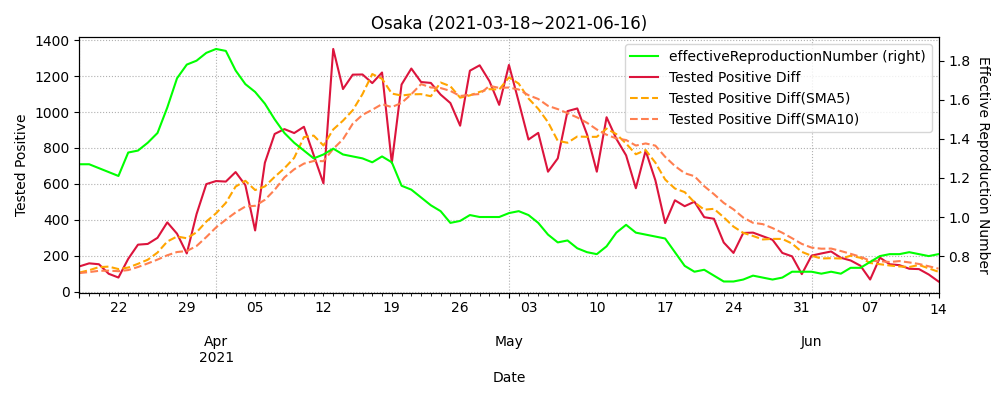 Osaka (2021-03-18~2021-06-16)
effectiveReproductionNumber (right)
Tested Positive Diff
Tested Positive Diff(SMA5)
Tested Positive Diff(SMA10)
Tested Positive
1400
1200
1000
800
600
400
200
0
Effective Reproduction Number
1.8
1.6
1.4
1.2
1.0
0.8
22 29 05 12 19 26 03 10 17 24 31 07 14
Apr May Jun
2021
Date